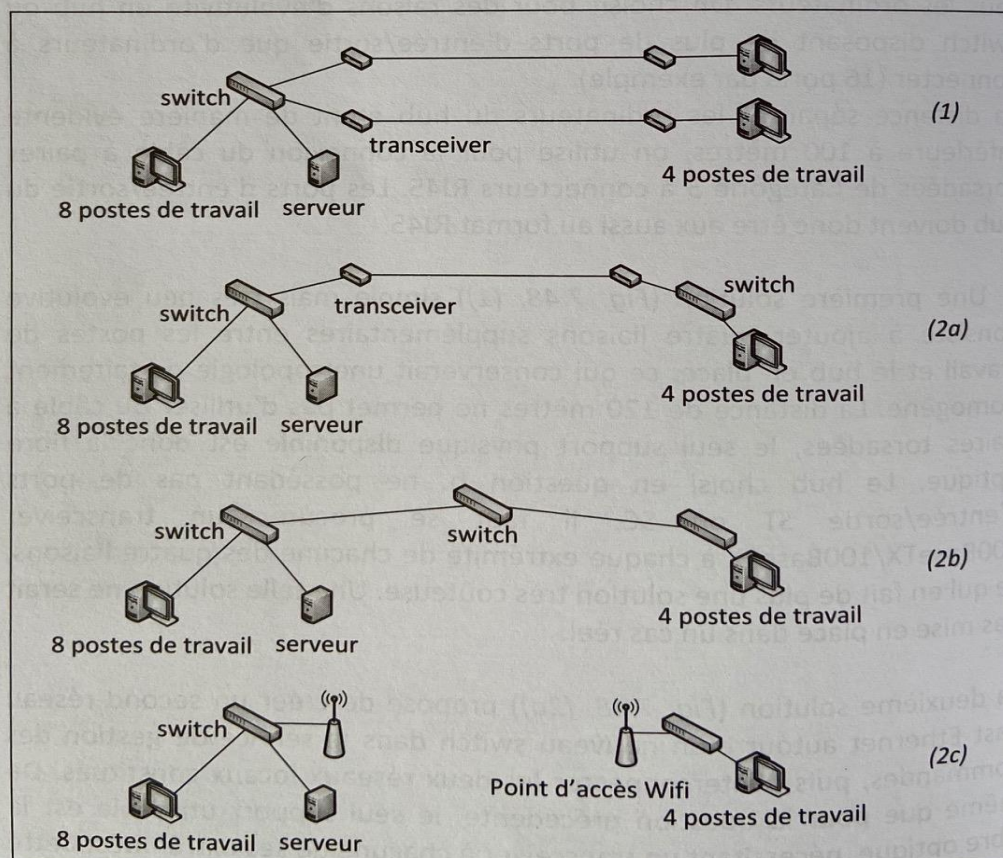 switch
transceiver
(1)
4 postes de travail
8 postes de travail
serveur
switch
switch
transceiver
(2a)
4 postes de travail
8 postes de travail
serveur
switch
switch
(2b)
4 postes de travail
8 postes de travail
serveur
switch
(2c)
Point d'accès Wifi
4 postes de travail
8 postes de travail
serveur